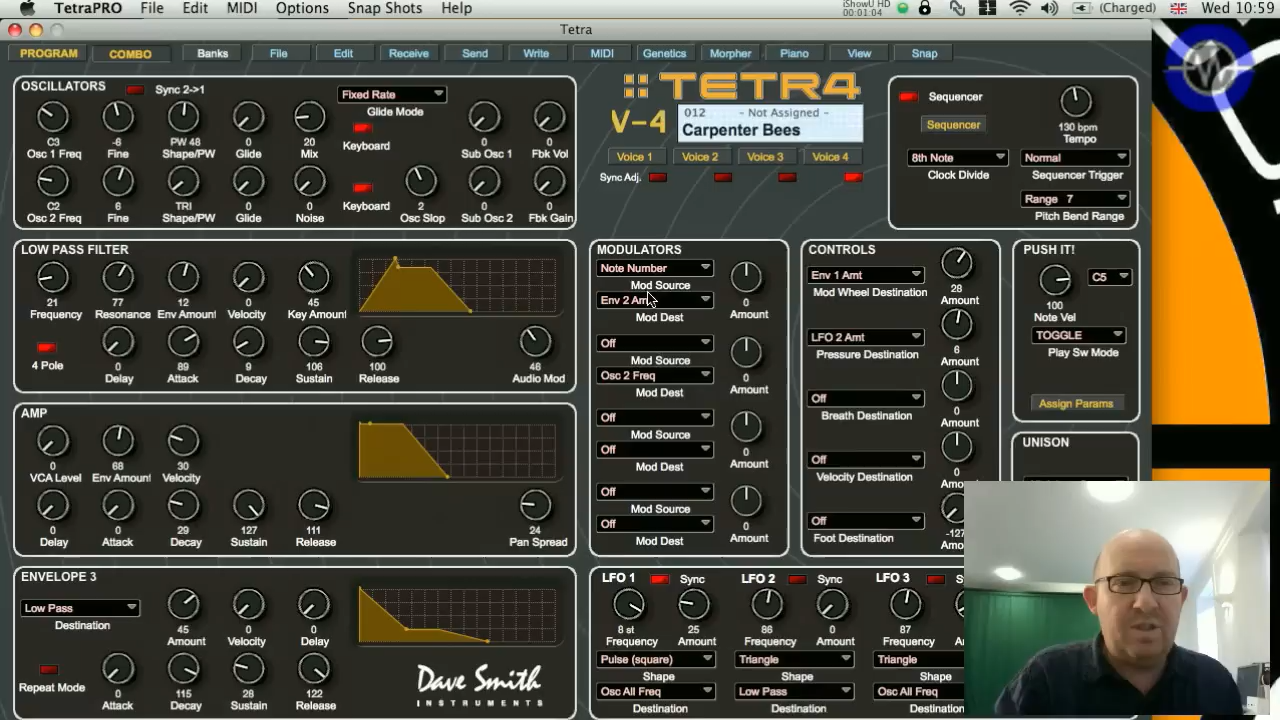 TetraPRO File Edit MIDI Options Snap Shots Help iShowU HD 00:01:04 (Charged) Wed 10:59
Tetra
PROGRAM COMBO Banks File Edit Receive Send Write MIDI Genetics Morpher Piano View Snap
OSCILLATORS Sync 2->1 Fixed Rate
Glide Mode
Keyboard
C3 -6 PW 48 0 20 0 0
Osc 1 Freq Fine Shape/PW Glide Mix Sub Osc 1 Fbk Vol
Keyboard
C2 6 TRI 0 0 2 0 0
Osc 2 Freq Fine Shape/PW Glide Noise Osc Slop Sub Osc 2 Fbk Gain
TETR4
V-4
012 - Not Assigned -
Carpenter Bees
Voice 1 Voice 2 Voice 3 Voice 4
Sync Adj.
Sequencer
Sequencer
130 bpm
Tempo
8th Note Normal
Clock Divide Sequencer Trigger
Range 7
Pitch Bend Range
LOW PASS FILTER
21 77 12 0 45
Frequency Resonance Env Amount Velocity Key Amount
4 Pole
0 89 9 106 100 46
Delay Attack Decay Sustain Release Audio Mod
MODULATORS
Note Number
Mod Source
Env 2 Am
Mod Dest
0
Amount
Off
Mod Source
Osc 2 Freq
Mod Dest
0
Amount
Off
Mod Source
Off
Mod Dest
0
Amount
Off
Mod Source
Off
Mod Dest
0
Amount
CONTROLS
Env 1 Amt
Mod Wheel Destination
28
Amount
LFO 2 Amt
Pressure Destination
6
Amount
Off
Breath Destination
0
Amount
Off
Velocity Destination
0
Off
Foot Destination
-127
PUSH IT!
C5
100
Note Vel
TOGGLE
Play Sw Mode
Assign Params
UNISON
AMP
0 68 30
VCA Level Env Amount Velocity
0 0 29 127 111 24
Delay Attack Decay Sustain Release Pan Spread
ENVELOPE 3
Low Pass
Destination
45 0 0
Amount Velocity Delay
Repeat Mode
0 115 28 122
Attack Decay Sustain Release
Dave Smith
INSTRUMENTS
LFO 1 Sync LFO 2 Sync LFO 3
8 st 25 86 0 87
Frequency Amount Frequency Amount Frequency
Pulse (square) Triangle Triangle
Shape Shape Shape
Osc All Freq Low Pass Osc All Freq
Destination Destination Destination